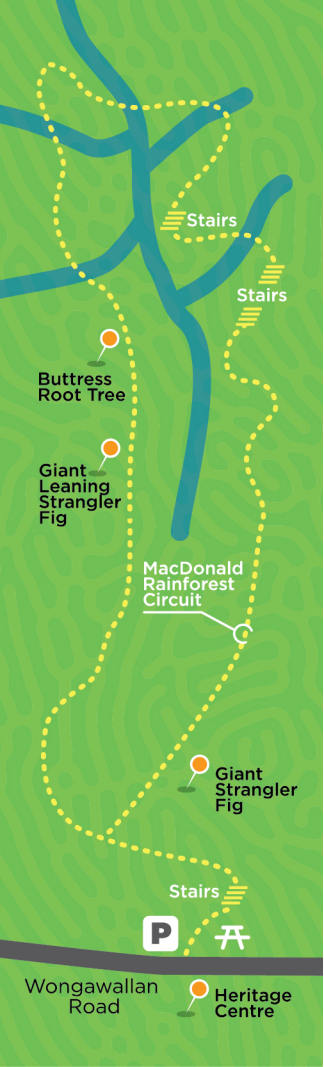 Stairs
Stairs
Buttress
Root Tree
Giant
Leaning
Strangler
Fig
MacDonald
Rainforest
Circuit
Giant
Strangler
Fig
Stairs
P
Wongawallan
Road
Heritage
Centre